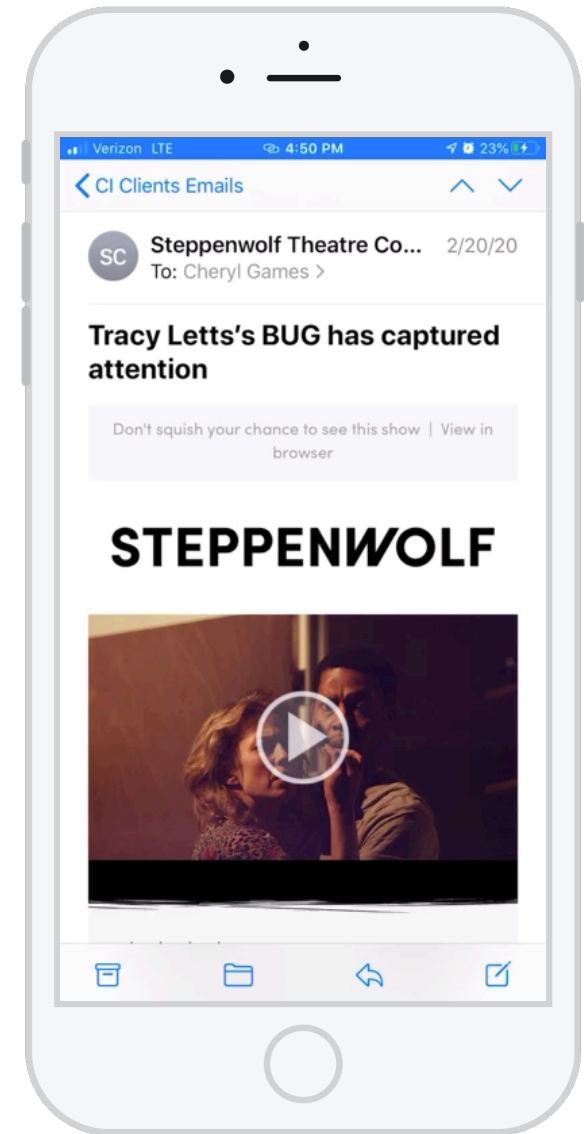 Verizon LTE 4:50 PM 23%
CI Clients Emails
SC Steppenwolf Theatre Co... 2/20/20
To: Cheryl Games >
Tracy Letts's BUG has captured
attention
Don't squish your chance to see this show | View in
browser
STEPPENWOLF